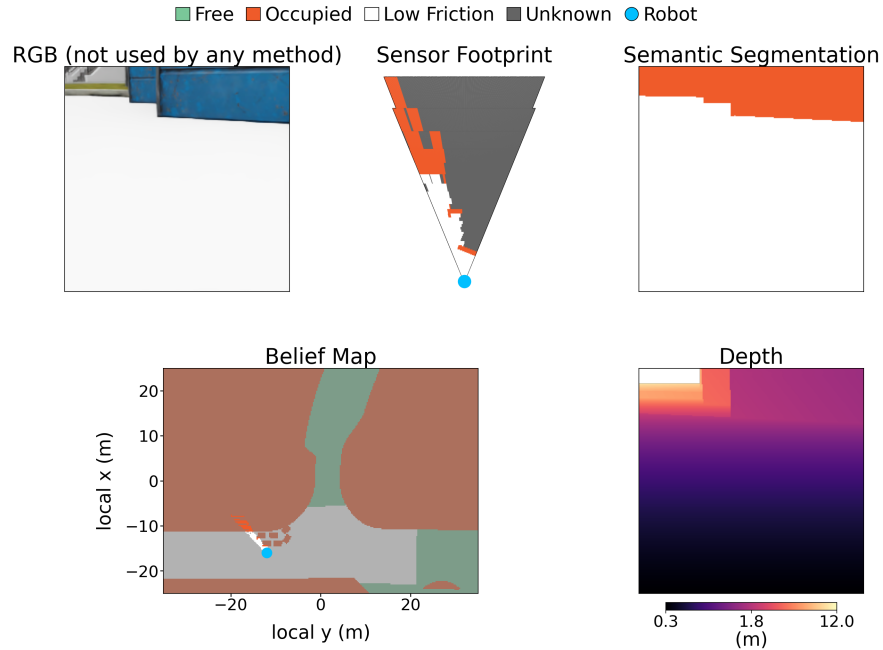 Free Occupied Low Friction Unknown Robot
RGB (not used by any method) Sensor Footprint Semantic Segmentation
Belief Map Depth
20
10
0
−10
−20
local x (m)
−20 0 20
local y (m)
0.3 1.8 12.0
(m)